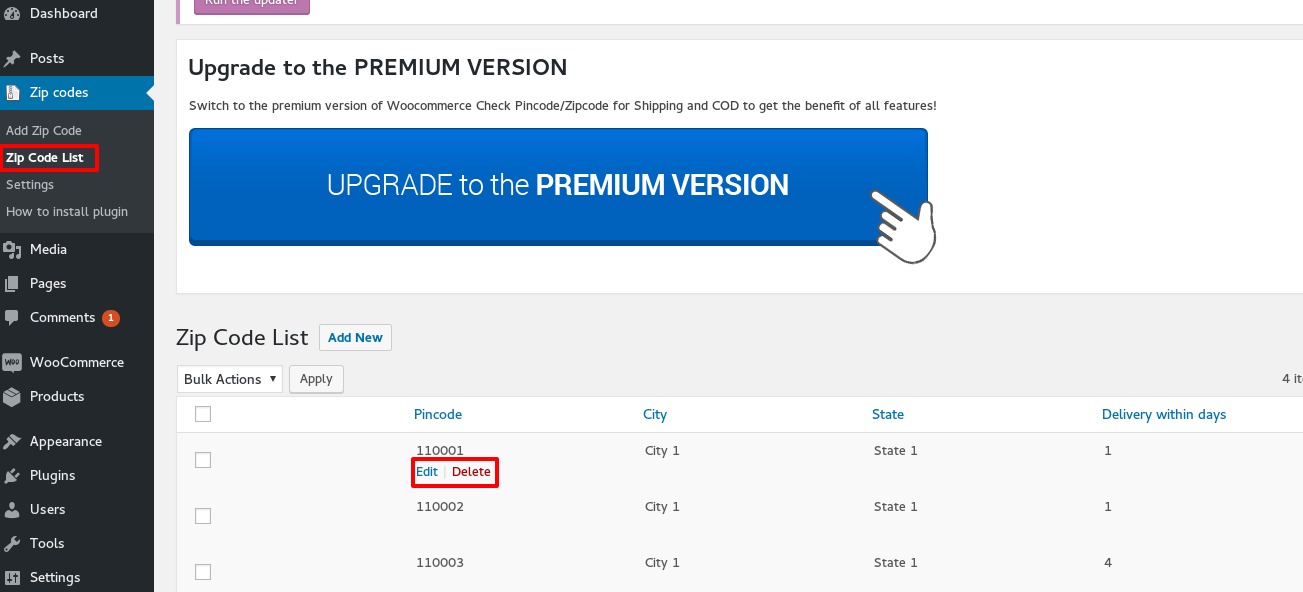 Dashboard
Posts
Zip codes
Add Zip Code
Zip Code List
Settings
How to install plugin
Media
Pages
Comments 1
WooCommerce
Products
Appearance
Plugins
Users
Tools
Settings
Run the updater
Upgrade to the PREMIUM VERSION
Switch to the premium version of Woocommerce Check Pincode/Zipcode for Shipping and COD to get the benefit of all features!
UPGRADE to the PREMIUM VERSION
Zip Code List Add New
Bulk Actions Apply 4
Pincode City State Delivery within days
110001 City 1 State 1 1
Edit | Delete
110002 City 1 State 1 1
110003 City 1 State 1 4